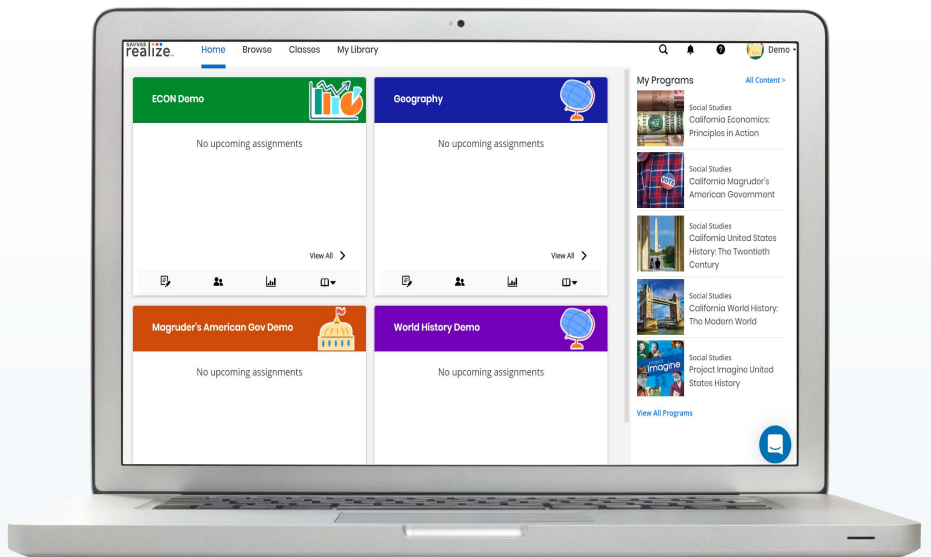 SAVVAS
realize™
Home Browse Classes My Library
Demo
ECON Demo
No upcoming assignments
View All
Geography
No upcoming assignments
View All
Magruder's American Gov Demo
No upcoming assignments
World History Demo
No upcoming assignments
My Programs
All Content >
Social Studies
California Economics:
Principles in Action
VOTE
Social Studies
California Magruder's
American Government
Social Studies
California United States
History: The Twentieth
Century
Social Studies
California World History:
The Modern World
project
imagine
Social Studies
Project Imagine United
States History
View All Programs